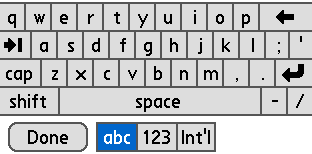 q w e r t y u i o p ←
a s d f g h j k l ; '
cap z x c v b n m , . ↵
shift space - /
Done abc 123 Int'l